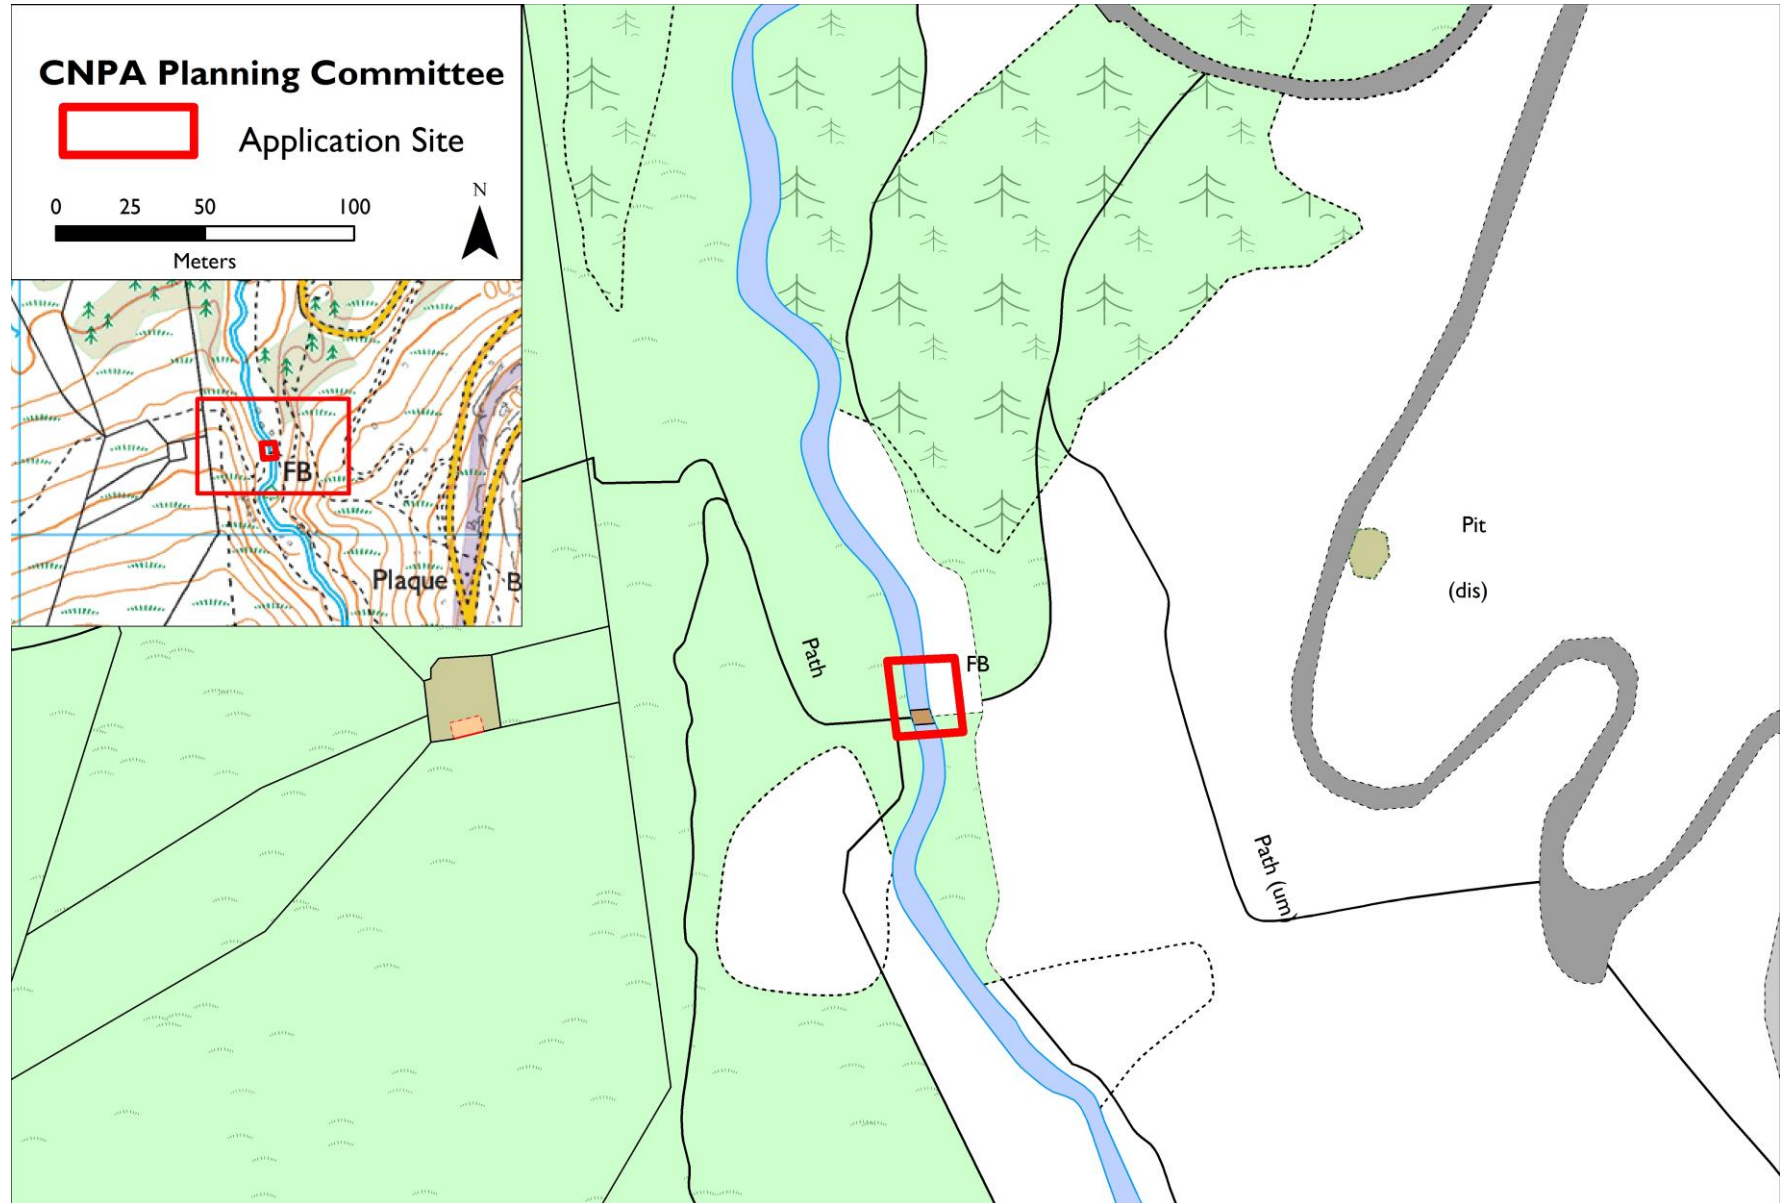 CNPA Planning Committee
Application Site
N
0 25 50 100
Meters
FB
Plaque
B
Path
FB
Pit
(dis)
Path (um)